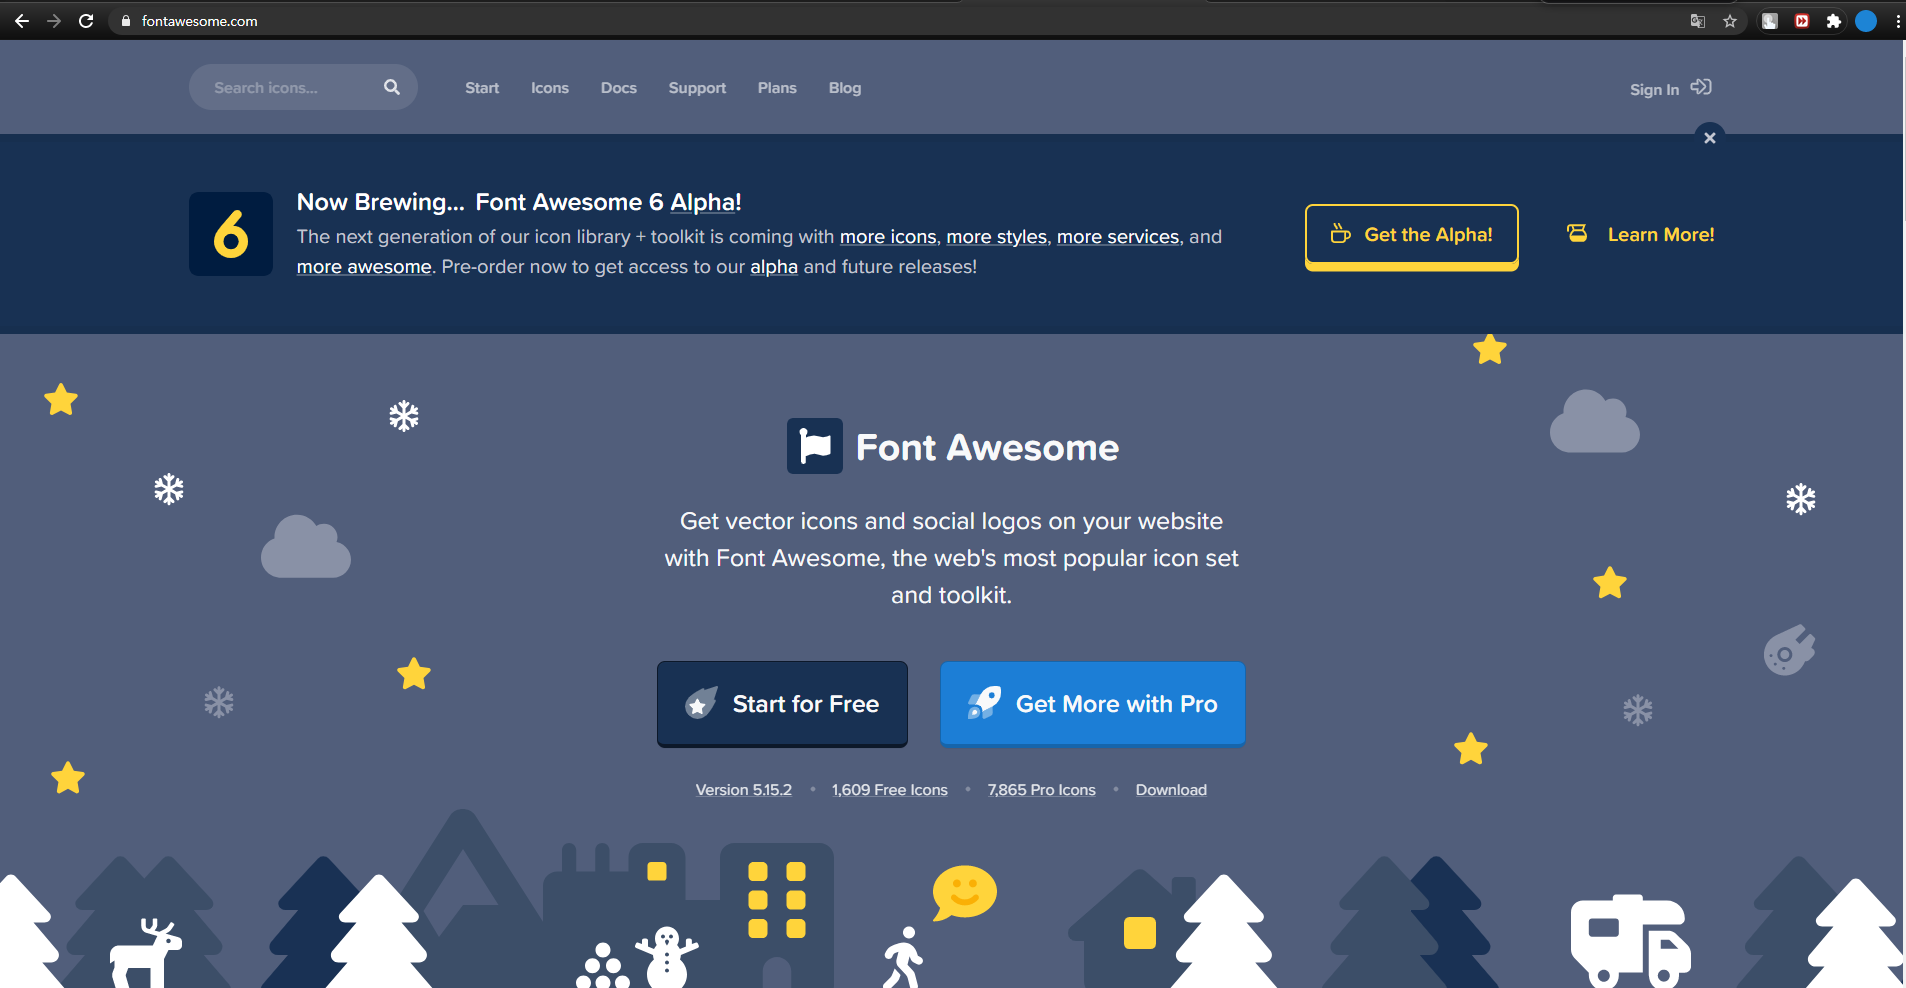 fontawesome.com
Search icons...
Start
Icons
Docs
Support
Plans
Blog
Sign In
6
Now Brewing... Font Awesome 6 Alpha!
The next generation of our icon library + toolkit is coming with more icons, more styles, more services, and
more awesome. Pre-order now to get access to our alpha and future releases!
Get the Alpha!
Learn More!
Font Awesome
Get vector icons and social logos on your website
with Font Awesome, the web's most popular icon set
and toolkit.
Start for Free
Get More with Pro
Version 5.15.2 • 1,609 Free Icons • 7,865 Pro Icons • Download